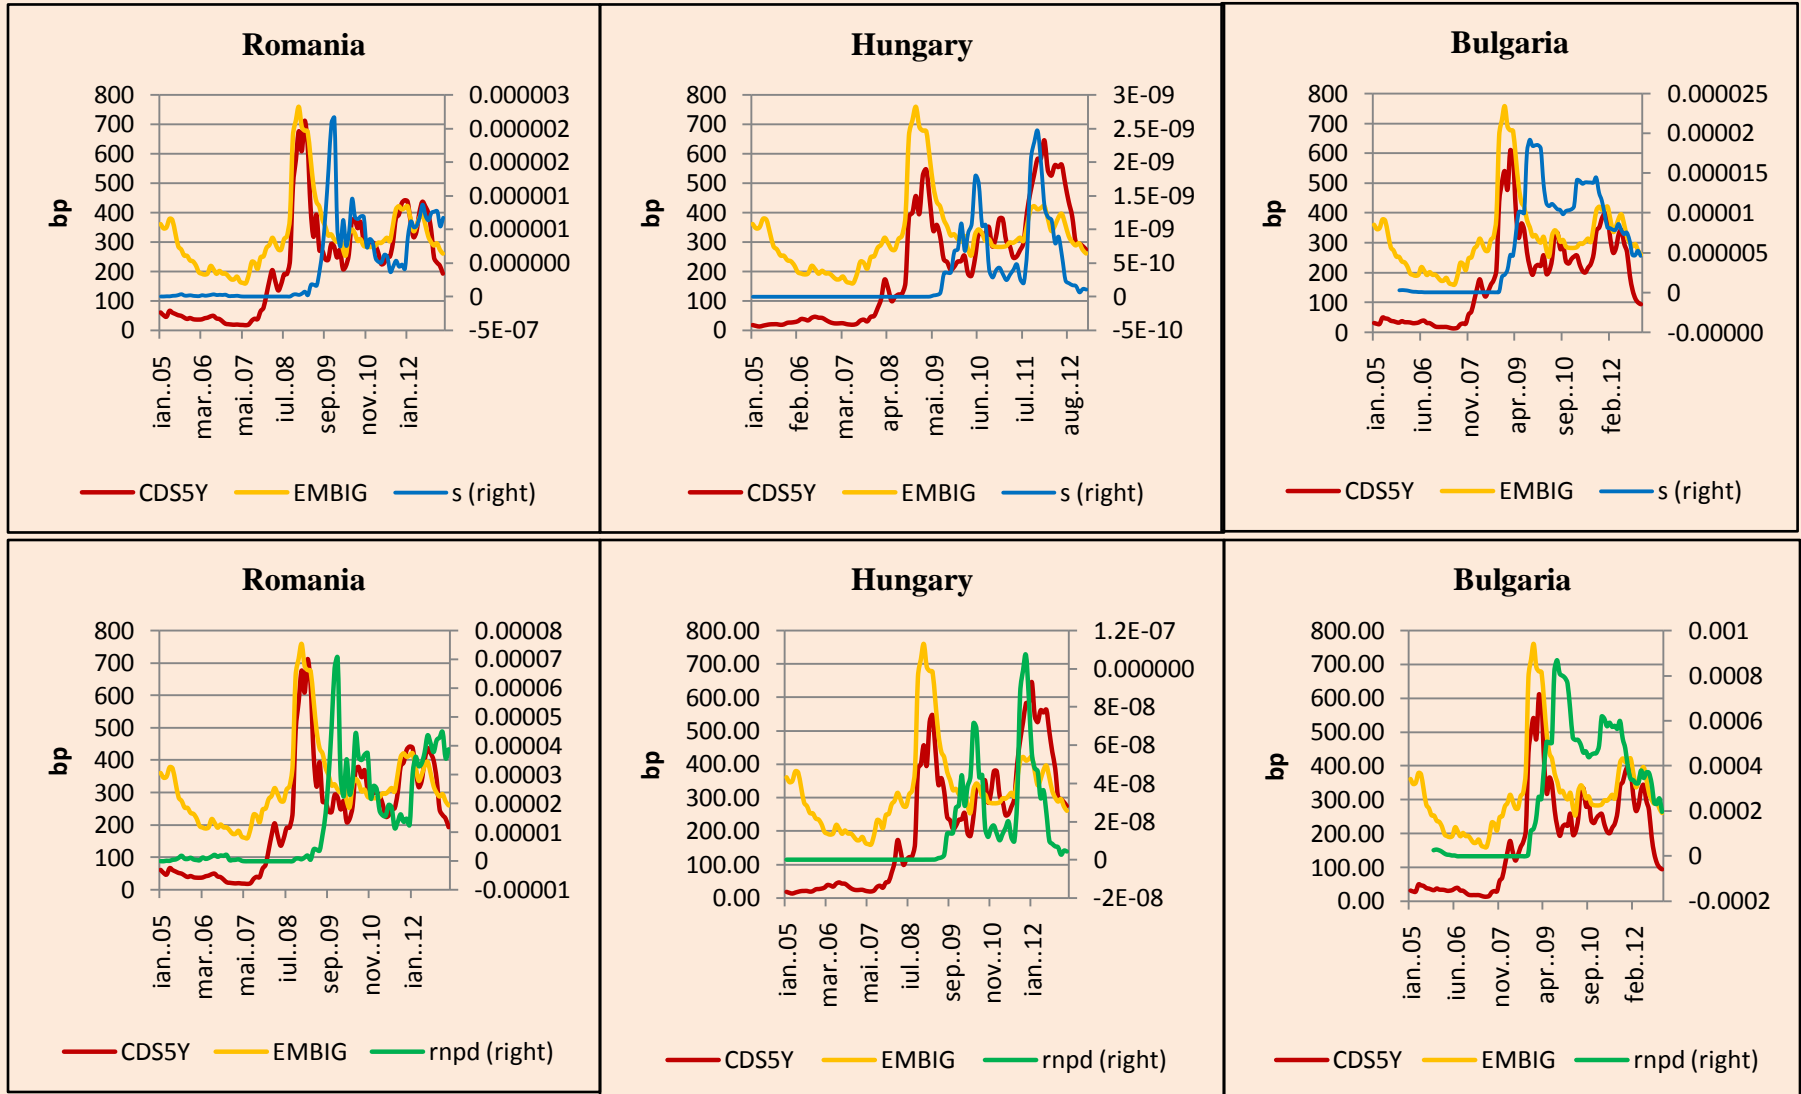 Romania
800
700
600
500
400
300
200
100
0
bp
0.000003
0.000002
0.000002
0.000001
0.000001
0.000000
0
-5E-07
ian..05
mar..06
mai..07
iul..08
sep..09
nov..10
ian..12
CDS5Y EMBIG s (right)
Hungary
800
700
600
500
400
300
200
100
0
bp
3E-09
2.5E-09
2E-09
1.5E-09
1E-09
5E-10
0
-5E-10
ian..05
feb..06
mar..07
apr..08
mai..09
iun..10
iul..11
aug..12
CDS5Y EMBIG s (right)
Bulgaria
800
700
600
500
400
300
200
100
0
bp
0.000025
0.00002
0.000015
0.00001
0.000005
0
-0.00000
ian..05
iun..06
nov..07
apr..09
sep..10
feb..12
CDS5Y EMBIG s (right)
Romania
800
700
600
500
400
300
200
100
0
bp
0.00008
0.00007
0.00006
0.00005
0.00004
0.00003
0.00002
0.00001
0
-0.00001
ian..05
mar..06
mai..07
iul..08
sep..09
nov..10
ian..12
CDS5Y EMBIG rnpd (right)
Hungary
800.00
700.00
600.00
500.00
400.00
300.00
200.00
100.00
0.00
bp
1.2E-07
0.000000
8E-08
6E-08
4E-08
2E-08
0
-2E-08
ian..05
mar..06
mai..07
iul..08
sep..09
nov..10
ian..12
CDS5Y EMBIG rnpd (right)
Bulgaria
800.00
700.00
600.00
500.00
400.00
300.00
200.00
100.00
0.00
bp
0.001
0.0008
0.0006
0.0004
0.0002
0
-0.0002
ian..05
iun..06
nov..07
apr..09
sep..10
feb..12
CDS5Y EMBIG rnpd (right)